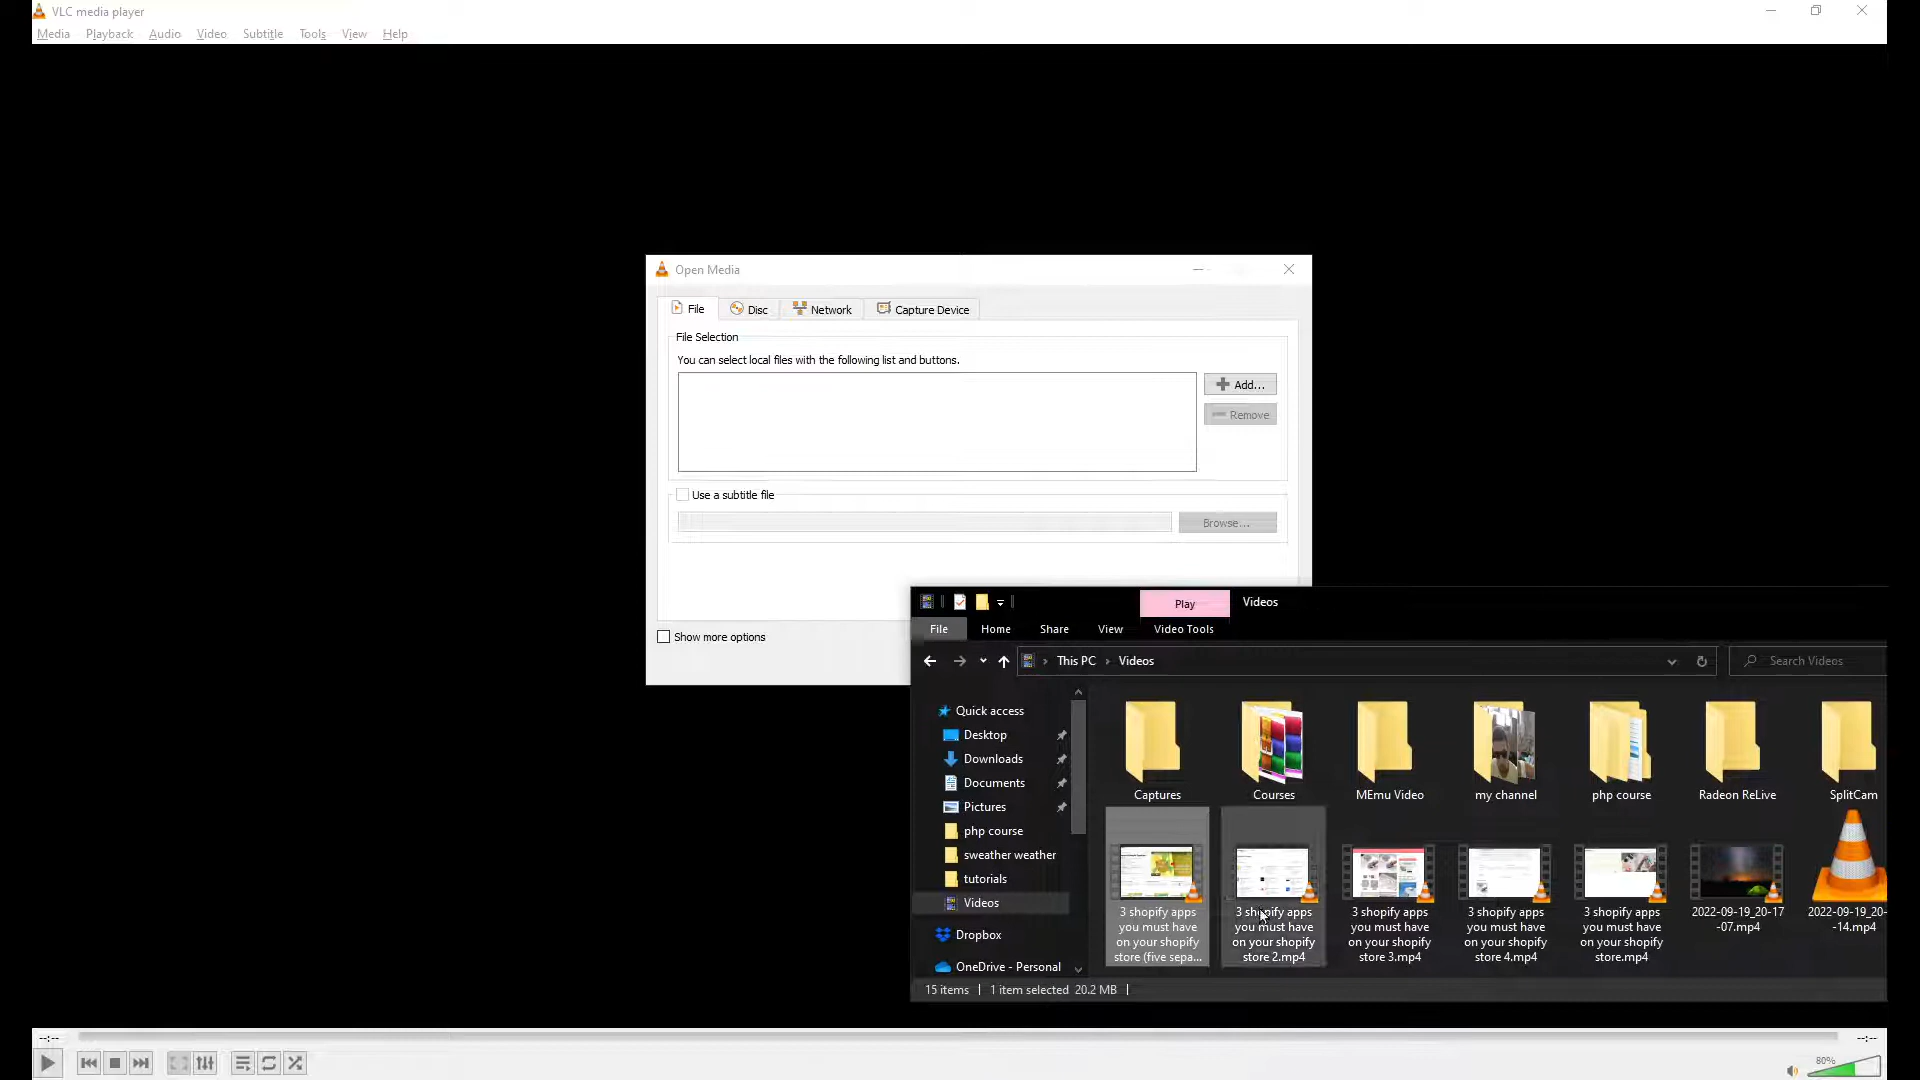 VLC media player
Media Playback Audio Video Subtitle Tools View Help
Open Media
File Disc Network Capture Device
File Selection
You can select local files with the following list and buttons.
Add...
Remove
Use a subtitle file
Browse...
Show more options
Play Videos
File Home Share View Video Tools
This PC Videos
Search Videos
Quick access
Desktop
Downloads
Documents
Pictures
php course
sweather weather
tutorials
Videos
Dropbox
OneDrive - Personal
Captures
Courses
MEmu Video
my channel
php course
Radeon ReLive
SplitCam
3 shopify apps
you must have
on your shopify
store (five sepa...
3 shopify apps
you must have
on your shopify
store 2.mp4
3 shopify apps
you must have
on your shopify
store 3.mp4
3 shopify apps
you must have
on your shopify
store 4.mp4
3 shopify apps
you must have
on your shopify
store.mp4
2022-09-19_20-17
-07.mp4
2022-09-19_20-
-14.mp4
15 items 1 item selected 20.2 MB
--:-- --:--
80%